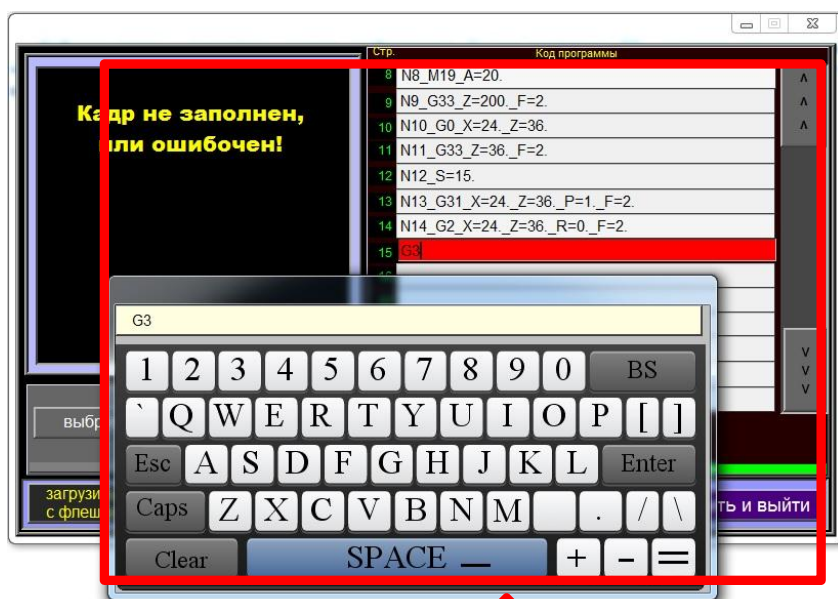 Стр. Код программы
Кадр не заполнен,
или ошибочен!
8 N8_M19_A=20.
9 N9_G33_Z=200._F=2.
10 N10_G0_X=24._Z=36.
11 N11_G33_Z=36._F=2.
12 N12_S=15.
13 N13_G31_X=24._Z=36._P=1._F=2.
14 N14_G2_X=24._Z=36._R=0._F=2.
15 G3
G3
1 2 3 4 5 6 7 8 9 0 BS
` Q W E R T Y U I O P [ ]
Esc A S D F G H J K L Enter
Caps Z X C V B N M . / \
Clear SPACE _ + - =
выбр
загрузи
с флеш
ть и выйти